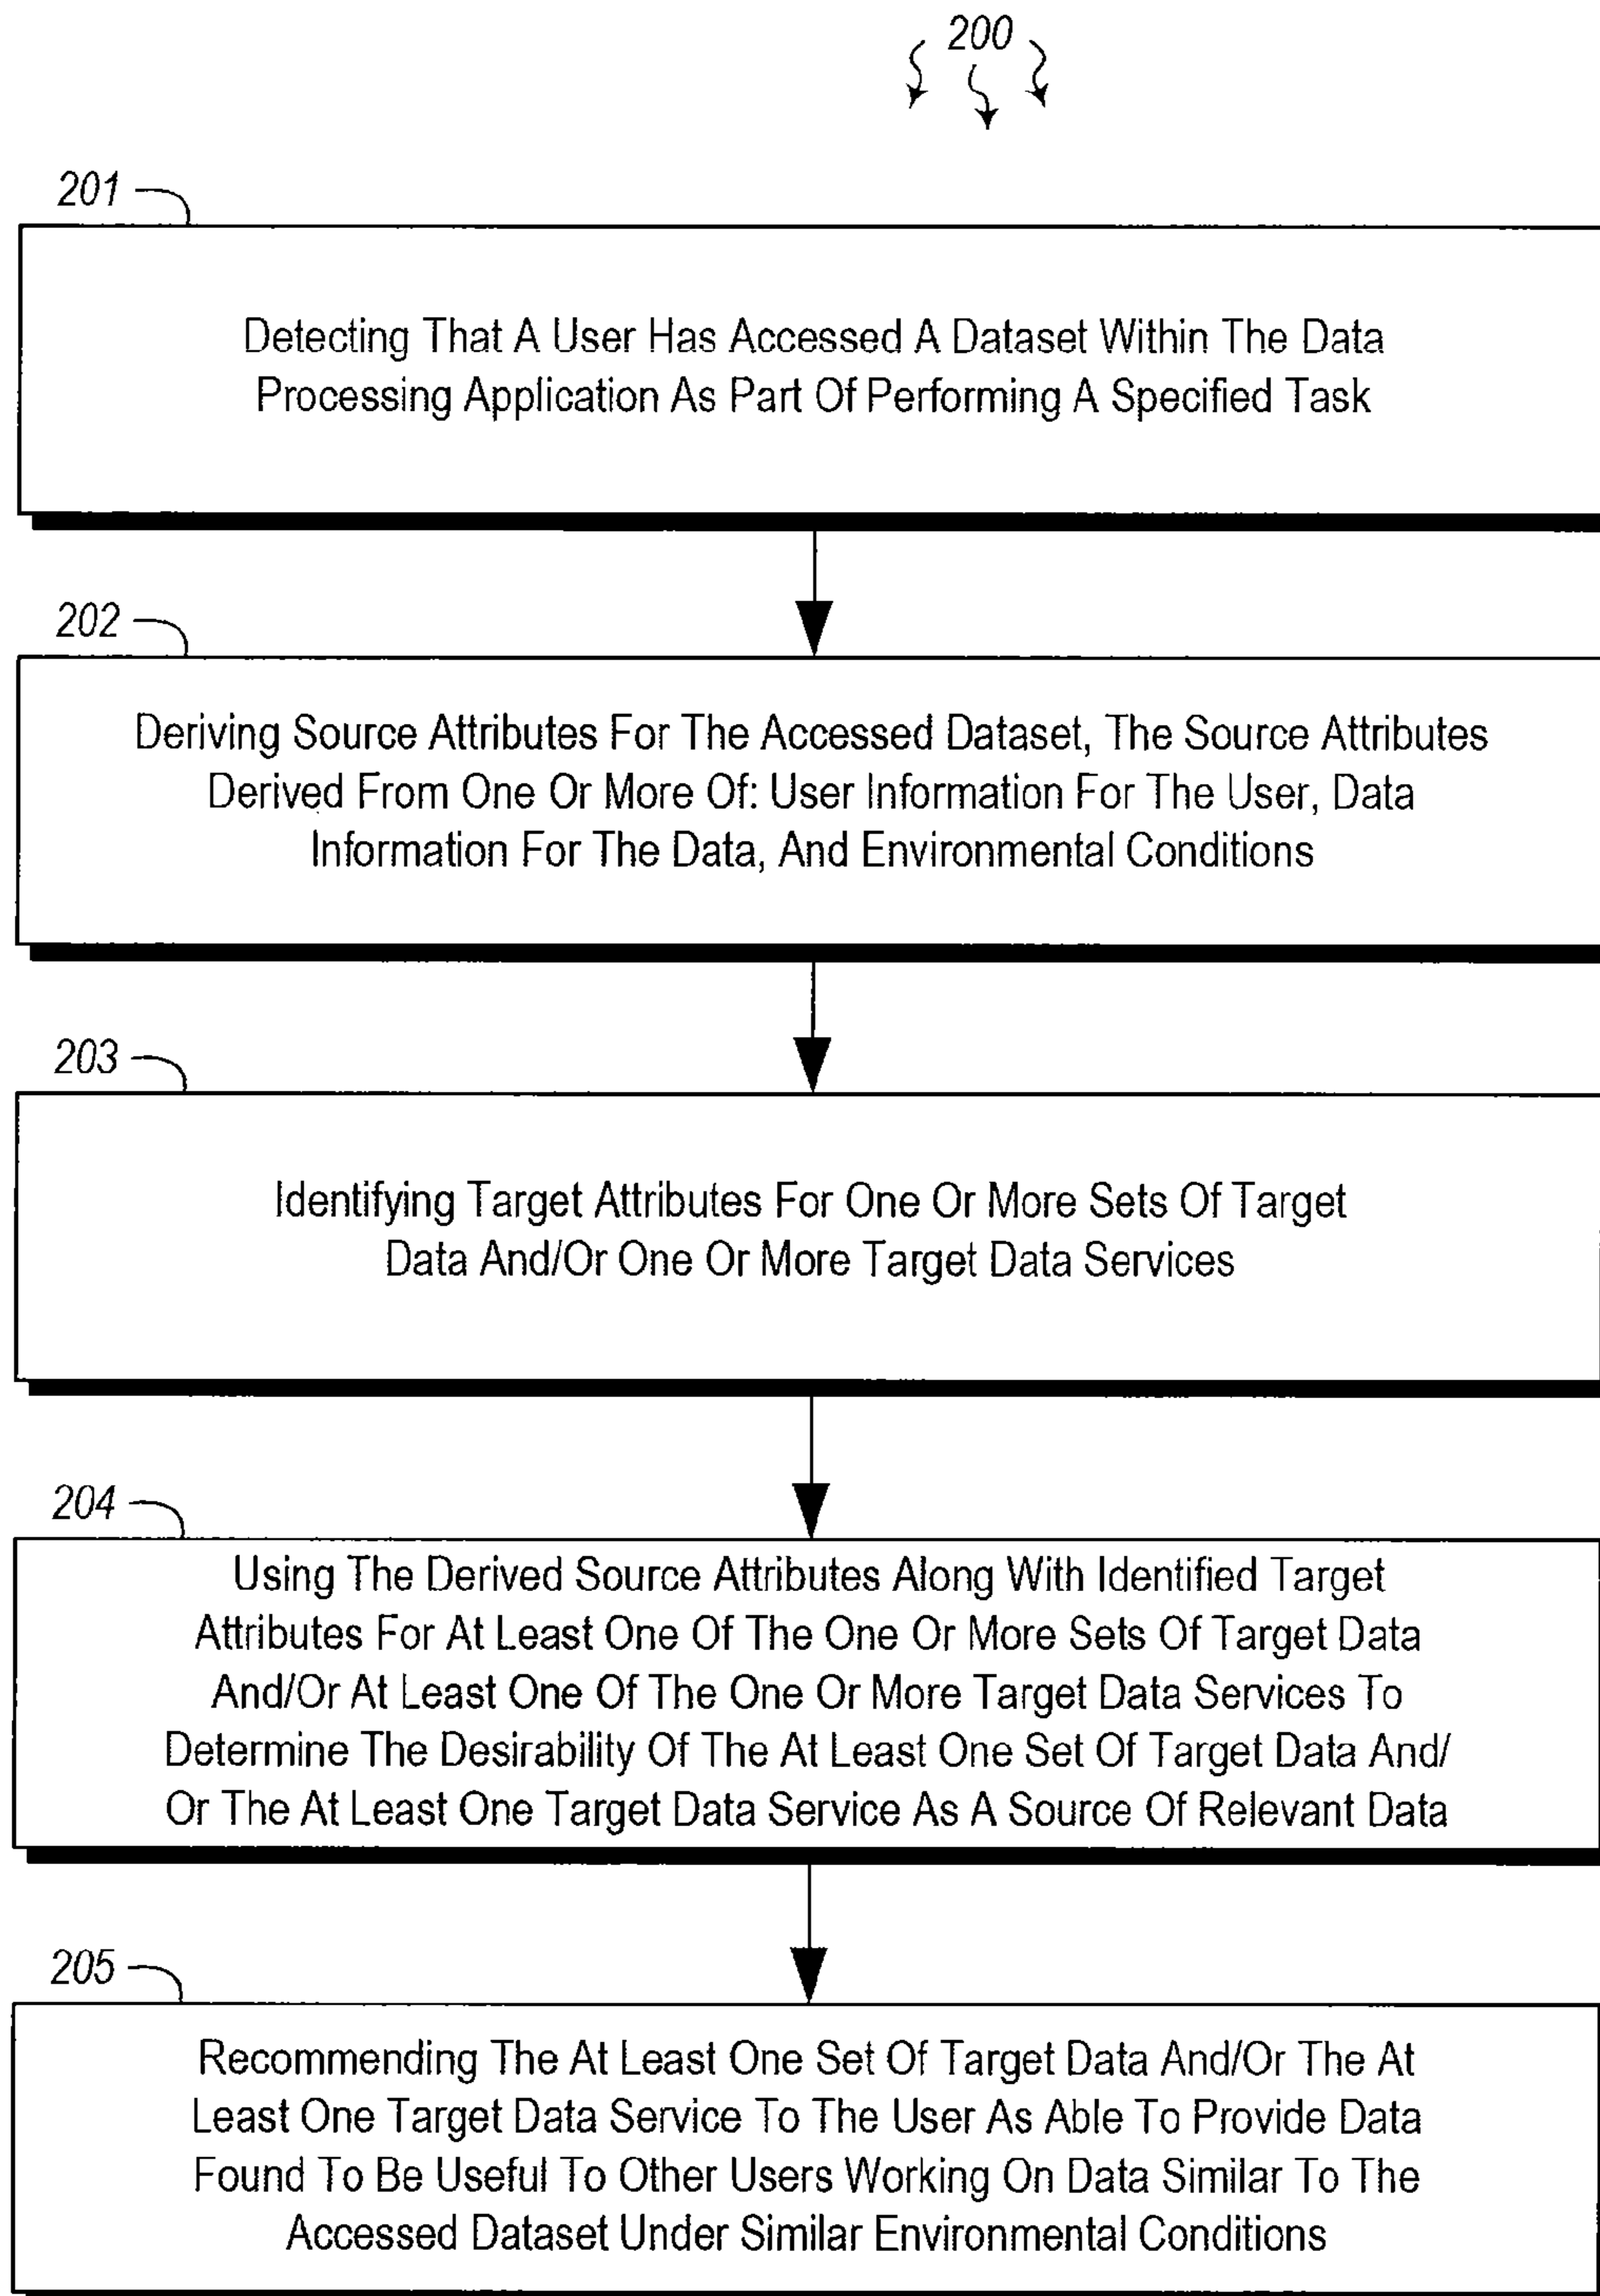 200
201
Detecting That A User Has Accessed A Dataset Within The Data
Processing Application As Part Of Performing A Specified Task
202
Deriving Source Attributes For The Accessed Dataset, The Source Attributes
Derived From One Or More Of: User Information For The User, Data
Information For The Data, And Environmental Conditions
203
Identifying Target Attributes For One Or More Sets Of Target
Data And/Or One Or More Target Data Services
204
Using The Derived Source Attributes Along With Identified Target
Attributes For At Least One Of The One Or More Sets Of Target Data
And/Or At Least One Of The One Or More Target Data Services To
Determine The Desirability Of The At Least One Set Of Target Data And/
Or The At Least One Target Data Service As A Source Of Relevant Data
205
Recommending The At Least One Set Of Target Data And/Or The At
Least One Target Data Service To The User As Able To Provide Data
Found To Be Useful To Other Users Working On Data Similar To The
Accessed Dataset Under Similar Environmental Conditions